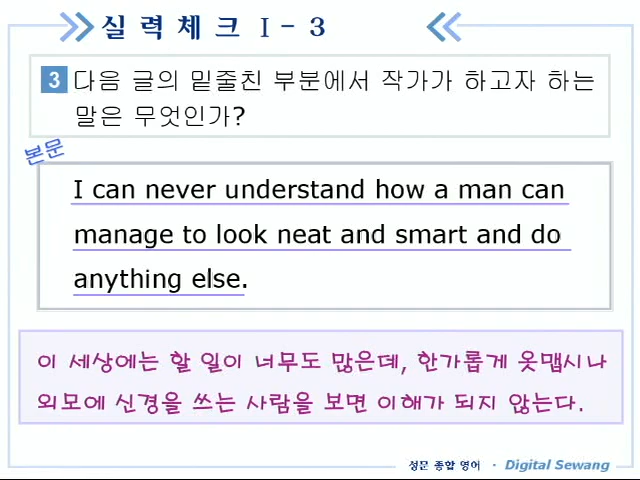 실력체크 I - 3
3 다음 글의 밑줄친 부분에서 작가가 하고자 하는
말은 무엇인가?
본문
I can never understand how a man can
manage to look neat and smart and do
anything else.
이 세상에는 할 일이 너무도 많은데, 한가롭게 옷맵시나
외모에 신경을 쓰는 사람을 보면 이해가 되지 않는다.
성문 종합 영어 · Digital Sewang